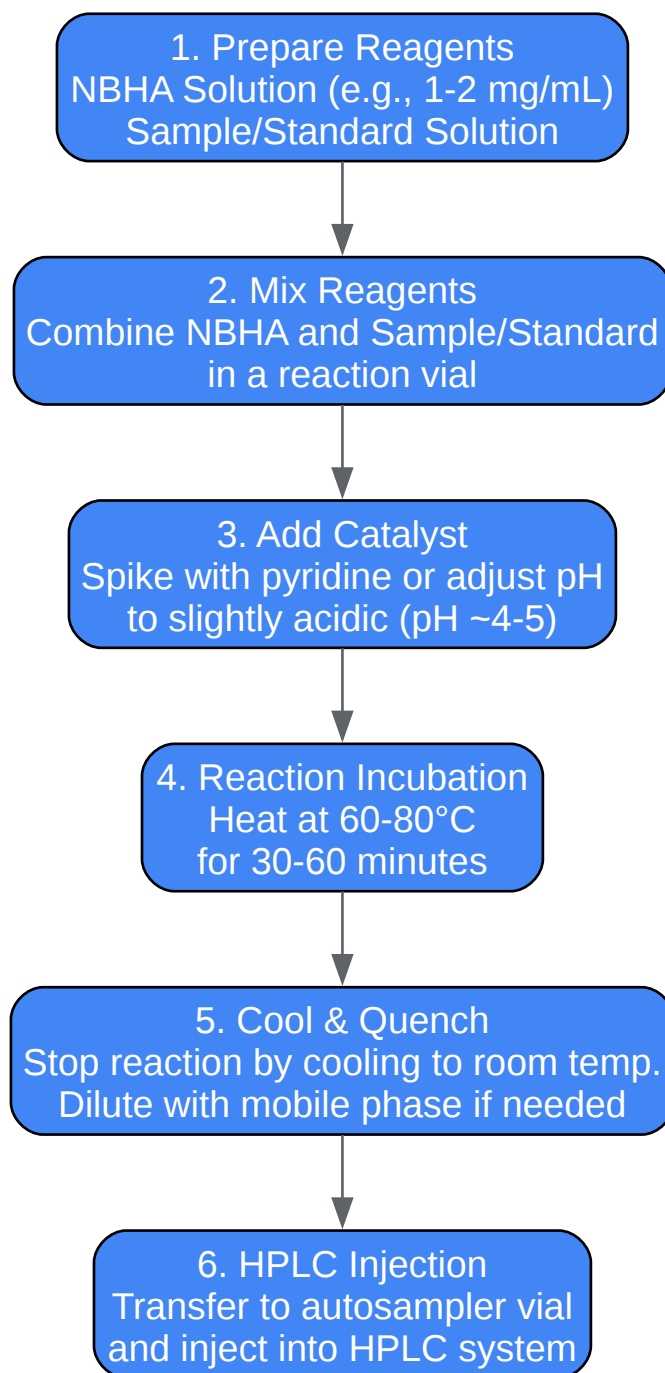 1. Prepare Reagents
NBHA Solution (e.g., 1-2 mg/mL)
Sample/Standard Solution
2. Mix Reagents
Combine NBHA and Sample/Standard
in a reaction vial
3. Add Catalyst
Spike with pyridine or adjust pH
to slightly acidic (pH ~4-5)
4. Reaction Incubation
Heat at 60-80°C
for 30-60 minutes
5. Cool & Quench
Stop reaction by cooling to room temp.
Dilute with mobile phase if needed
6. HPLC Injection
Transfer to autosampler vial
and inject into HPLC system